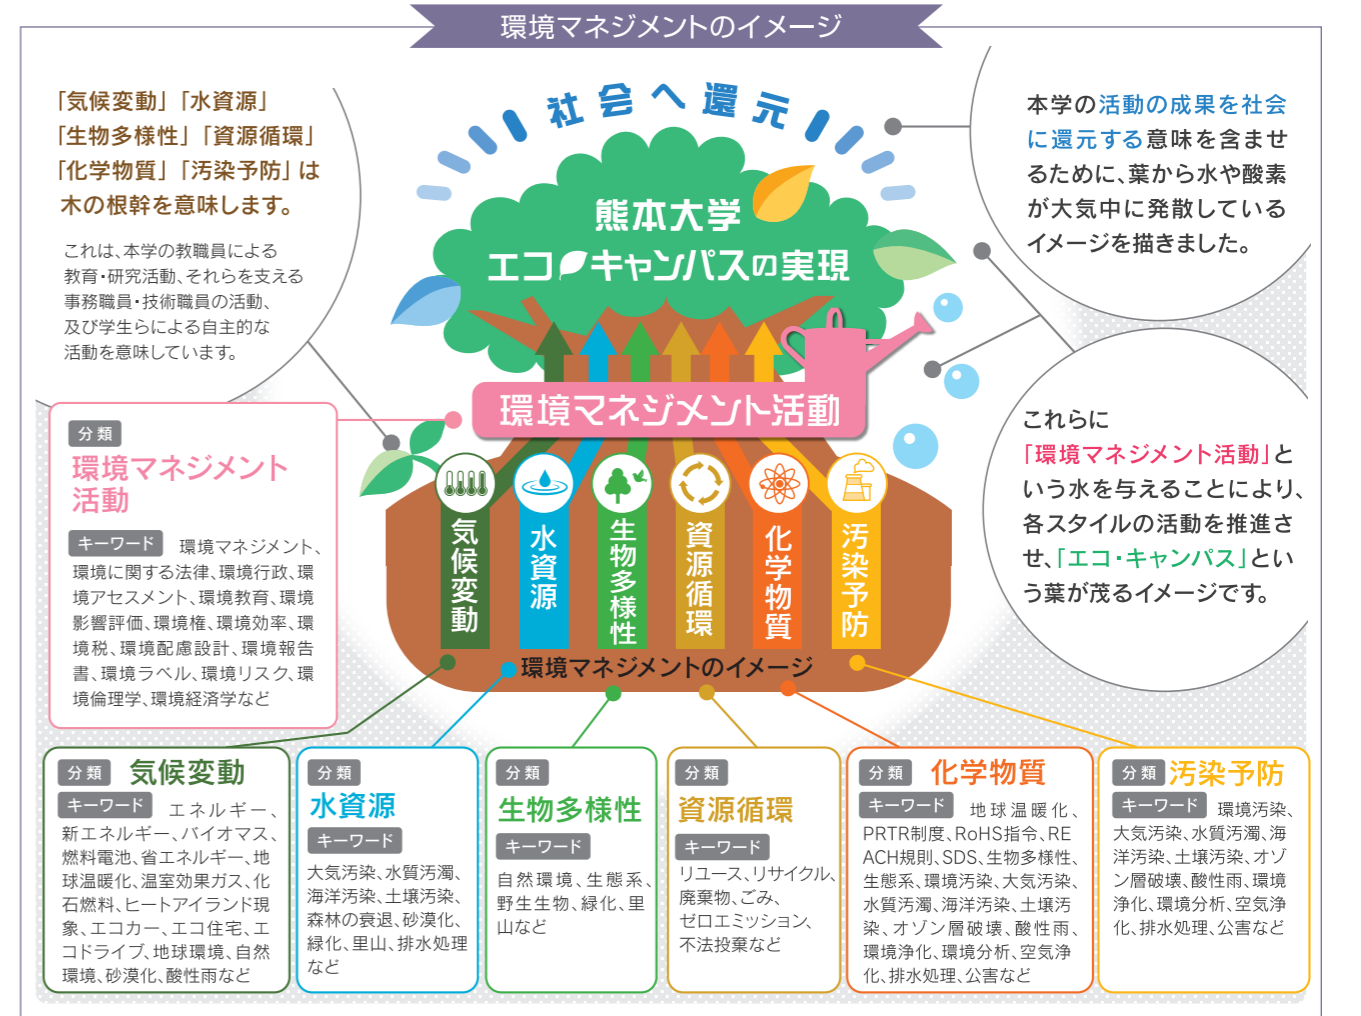 環境マネジメントのイメージ
「気候変動」「水資源」
「生物多様性」「資源循環」
「化学物質」「汚染予防」は
木の根幹を意味します。
これは、本学の教職員による
教育・研究活動、それらを支える
事務職員・技術職員の活動、
及び学生らによる自主的な
活動を意味しています。
社会へ還元
熊本大学
エコ キャンパスの実現
本学の活動の成果を社会
に還元する意味を含ませ
るために、葉から水や酸素
が大気中に発散している
イメージを描きました。
環境マネジメント活動
これらに
「環境マネジメント活動」と
いう水を与えることにより、
各スタイルの活動を推進さ
せ、「エコ・キャンパス」とい
う葉が茂るイメージです。
分類
環境マネジメント
活動
キーワード 環境マネジメント、
環境に関する法律、環境行政、環
境アセスメント、環境教育、環境
影響評価、環境権、環境効率、環
境税、環境配慮設計、環境報告
書、環境ラベル、環境リスク、環
境倫理学、環境経済学など
気候変動
水資源
生物多様性
資源循環
化学物質
汚染予防
環境マネジメントのイメージ
分類 気候変動
キーワード エネルギー、
新エネルギー、バイオマス、
燃料電池、省エネルギー、地
球温暖化、温室効果ガス、化
石燃料、ヒートアイランド現
象、エコカー、エコ住宅、エ
コドライブ、地球環境、自然
環境、砂漠化、酸性雨など
分類
水資源
キーワード
大気汚染、水質汚濁、
海洋汚染、土壌汚染、
森林の衰退、砂漠化、
緑化、里山、排水処理
など
分類
生物多様性
キーワード
自然環境、生態系、
野生生物、緑化、里
山など
分類
資源循環
キーワード
リユース、リサイクル、
廃棄物、ごみ、
ゼロエミッション、
不法投棄など
分類 化学物質
キーワード 地球温暖化、
PRTR制度、RoHS指令、RE
ACH規則、SDS、生物多様性、
生態系、環境汚染、大気汚染、
水質汚濁、海洋汚染、土壌汚
染、オゾン層破壊、酸性雨、
環境浄化、環境分析、空気浄
化、排水処理、公害など
分類 汚染予防
キーワード 環境汚染、
大気汚染、水質汚濁、海
洋汚染、土壌汚染、オゾ
ン層破壊、酸性雨、環境
浄化、環境分析、空気浄
化、排水処理、公害など